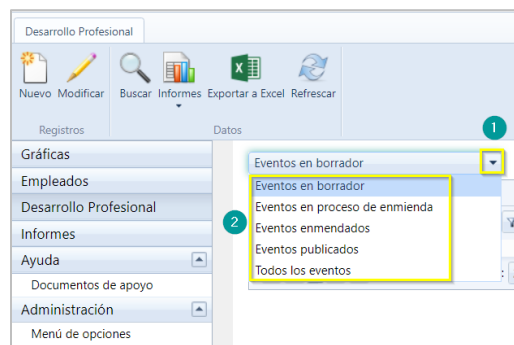 Desarrollo Profesional
Nuevo Modificar Buscar Informes Exportar a Excel Refrescar
Registros Datos
1
Gráficas
Eventos en borrador
Empleados
Eventos en borrador
Desarrollo Profesional
Eventos en proceso de enmienda
2
Informes
Eventos enmendados
Ayuda
Eventos publicados
Documentos de apoyo
Todos los eventos
Administración
Menú de opciones